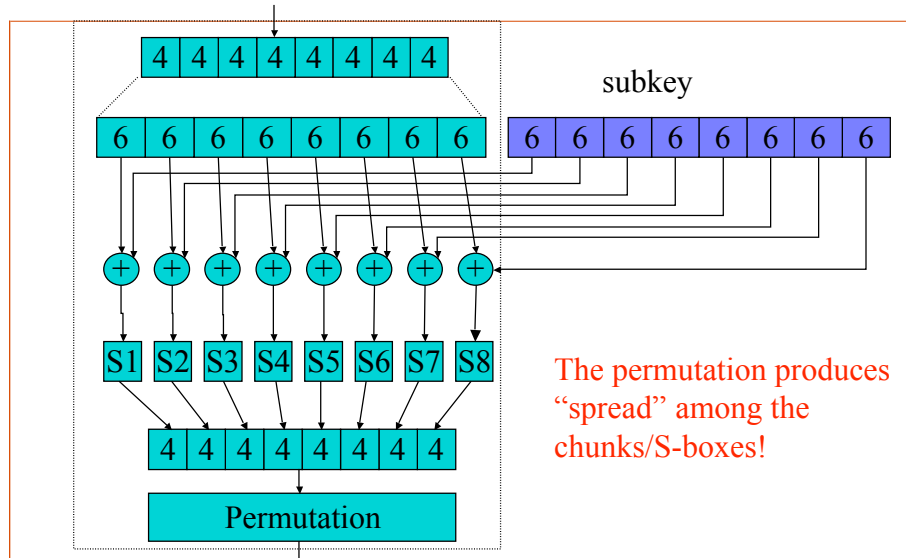 4 4 4 4 4 4 4 4
subkey
6 6 6 6 6 6 6 6 6 6 6 6 6 6 6 6
+ + + + + + + +
S1 S2 S3 S4 S5 S6 S7 S8
The permutation produces
“spread” among the
chunks/S-boxes!
4 4 4 4 4 4 4 4
Permutation